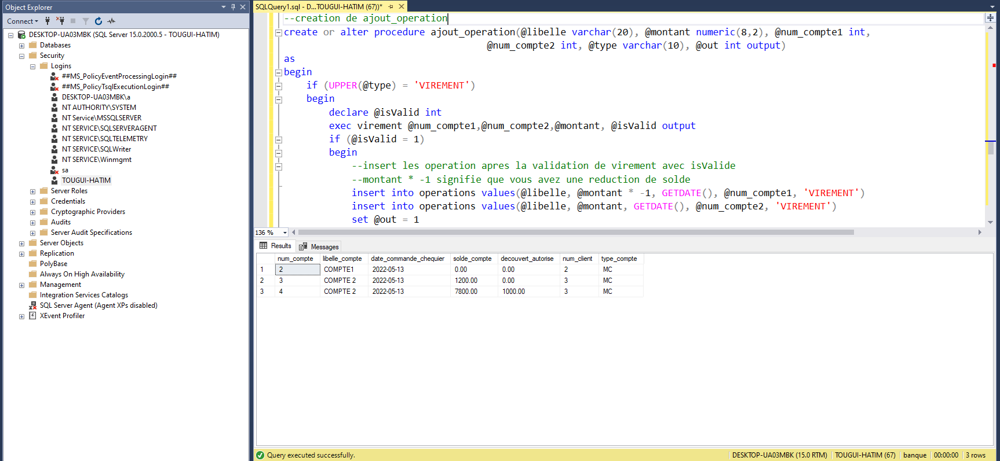 Object Explorer
Connect
DESKTOP-UA03MBK (SQL Server 15.0.2000.5 - TOUGUI-HATIM)
Databases
Security
Logins
##MS_PolicyEventProcessingLogin##
##MS_PolicyTsqlExecutionLogin##
DESKTOP-UA03MBK\a
NT AUTHORITY\SYSTEM
NT Service\MSSQLSERVER
NT SERVICE\SQLSERVERAGENT
NT SERVICE\SQLTELEMETRY
NT SERVICE\SQLWriter
NT SERVICE\Winmgmt
sa
TOUGUI-HATIM
Server Roles
Credentials
Cryptographic Providers
Audits
Server Audit Specifications
Server Objects
Replication
PolyBase
Always On High Availability
Management
Integration Services Catalogs
SQL Server Agent (Agent XPs disabled)
XEvent Profiler
SQLQuery1.sql - D...TOUGUI-HATIM (67))*
--creation de ajout_operation
create or alter procedure ajout_operation(@libelle varchar(20), @montant numeric(8,2), @num_compte1 int,
@num_compte2 int, @type varchar(10), @out int output)
as
begin
if (UPPER(@type) = 'VIREMENT')
begin
declare @isValid int
exec virement @num_compte1,@num_compte2,@montant, @isValid output
if (@isValid = 1)
begin
--insert les operation apres la validation de virement avec isValide
--montant * -1 signifie que vous avez une reduction de solde
insert into operations values(@libelle, @montant * -1, GETDATE(), @num_compte1, 'VIREMENT')
insert into operations values(@libelle, @montant, GETDATE(), @num_compte2, 'VIREMENT')
set @out = 1
136 %
Results Messages
num_compte libelle_compte date_commande_chequier solde_compte decouvert_autorise num_client type_compte
1 2 COMPTE1 2022-05-13 0.00 0.00 2 MC
2 3 COMPTE 2 2022-05-13 1200.00 0.00 3 MC
3 4 COMPTE 2 2022-05-13 7800.00 1000.00 3 MC
Query executed successfully. DESKTOP-UA03MBK (15.0 RTM) TOUGUI-HATIM (67) banque 00:00:00 3 rows